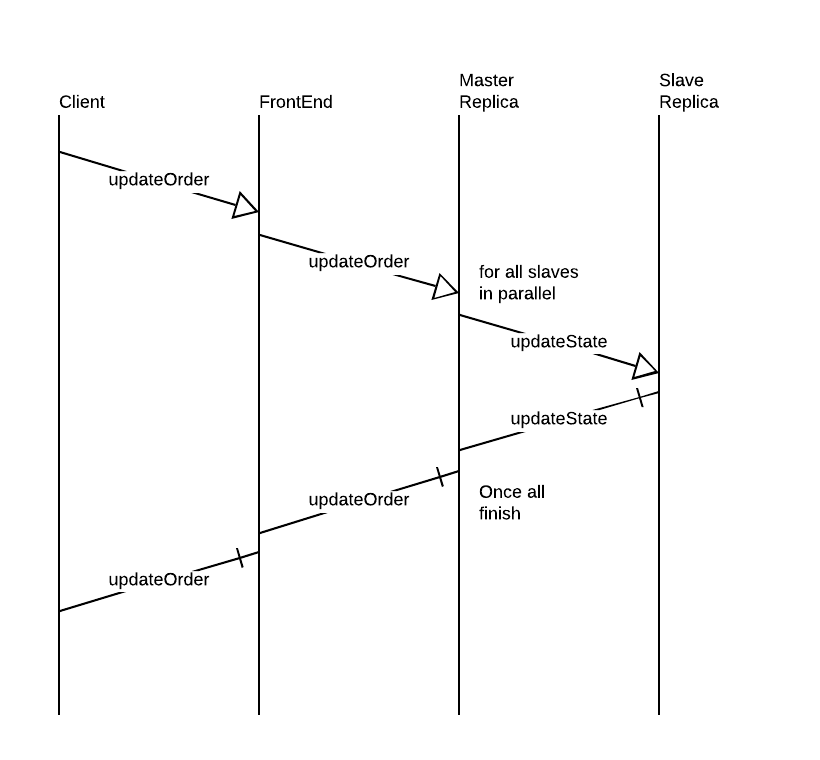 Client
FrontEnd
Master
Replica
Slave
Replica
updateOrder
updateOrder
for all slaves
in parallel
updateState
updateState
updateOrder
Once all
finish
updateOrder